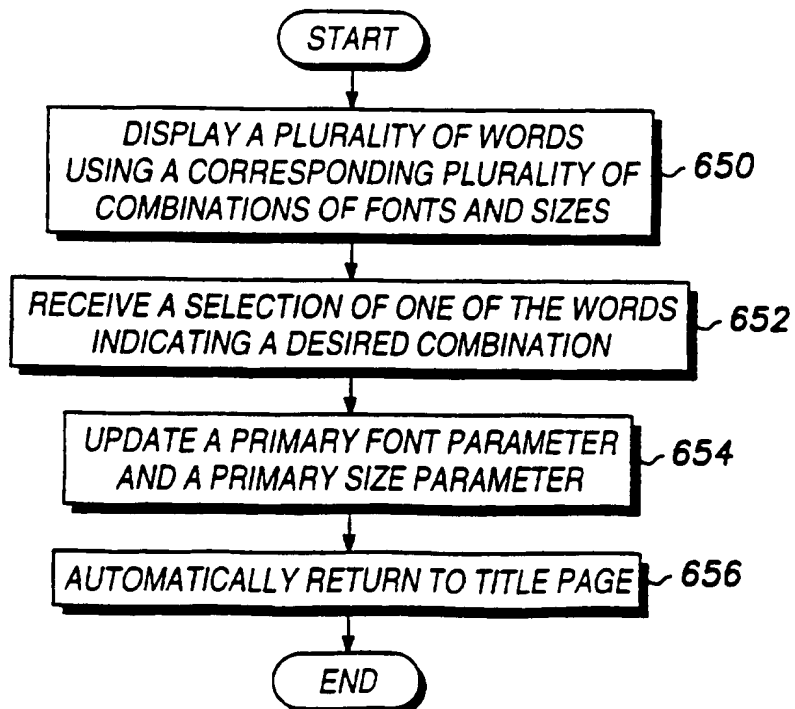 START
DISPLAY A PLURALITY OF WORDS
USING A CORRESPONDING PLURALITY OF
COMBINATIONS OF FONTS AND SIZES
650
RECEIVE A SELECTION OF ONE OF THE WORDS
INDICATING A DESIRED COMBINATION
652
UPDATE A PRIMARY FONT PARAMETER
AND A PRIMARY SIZE PARAMETER
654
AUTOMATICALLY RETURN TO TITLE PAGE
656
END